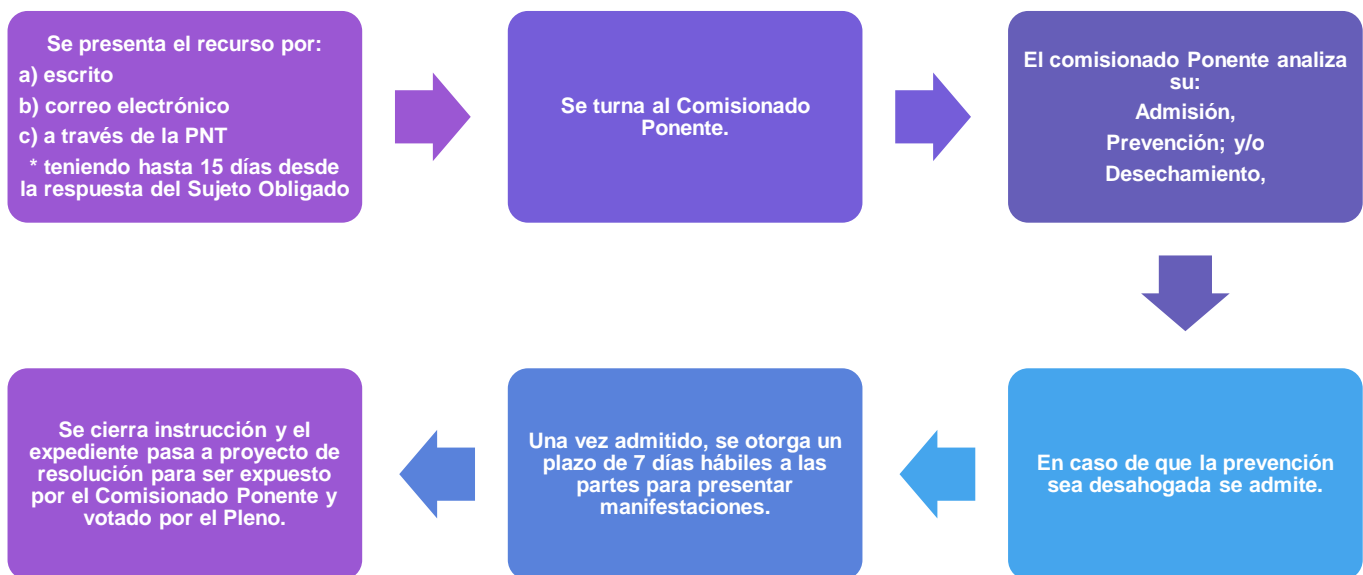 Se presenta el recurso por:
a) escrito
b) correo electrónico
c) a través de la PNT
* teniendo hasta 15 días desde
la respuesta del Sujeto Obligado
Se turna al Comisionado
Ponente.
El comisionado Ponente analiza
su:
Admisión,
Prevención; y/o
Desechamiento,
En caso de que la prevención
sea desahogada se admite.
Una vez admitido, se otorga un
plazo de 7 días hábiles a las
partes para presentar
manifestaciones.
Se cierra instrucción y el
expediente pasa a proyecto de
resolución para ser expuesto
por el Comisionado Ponente y
votado por el Pleno.